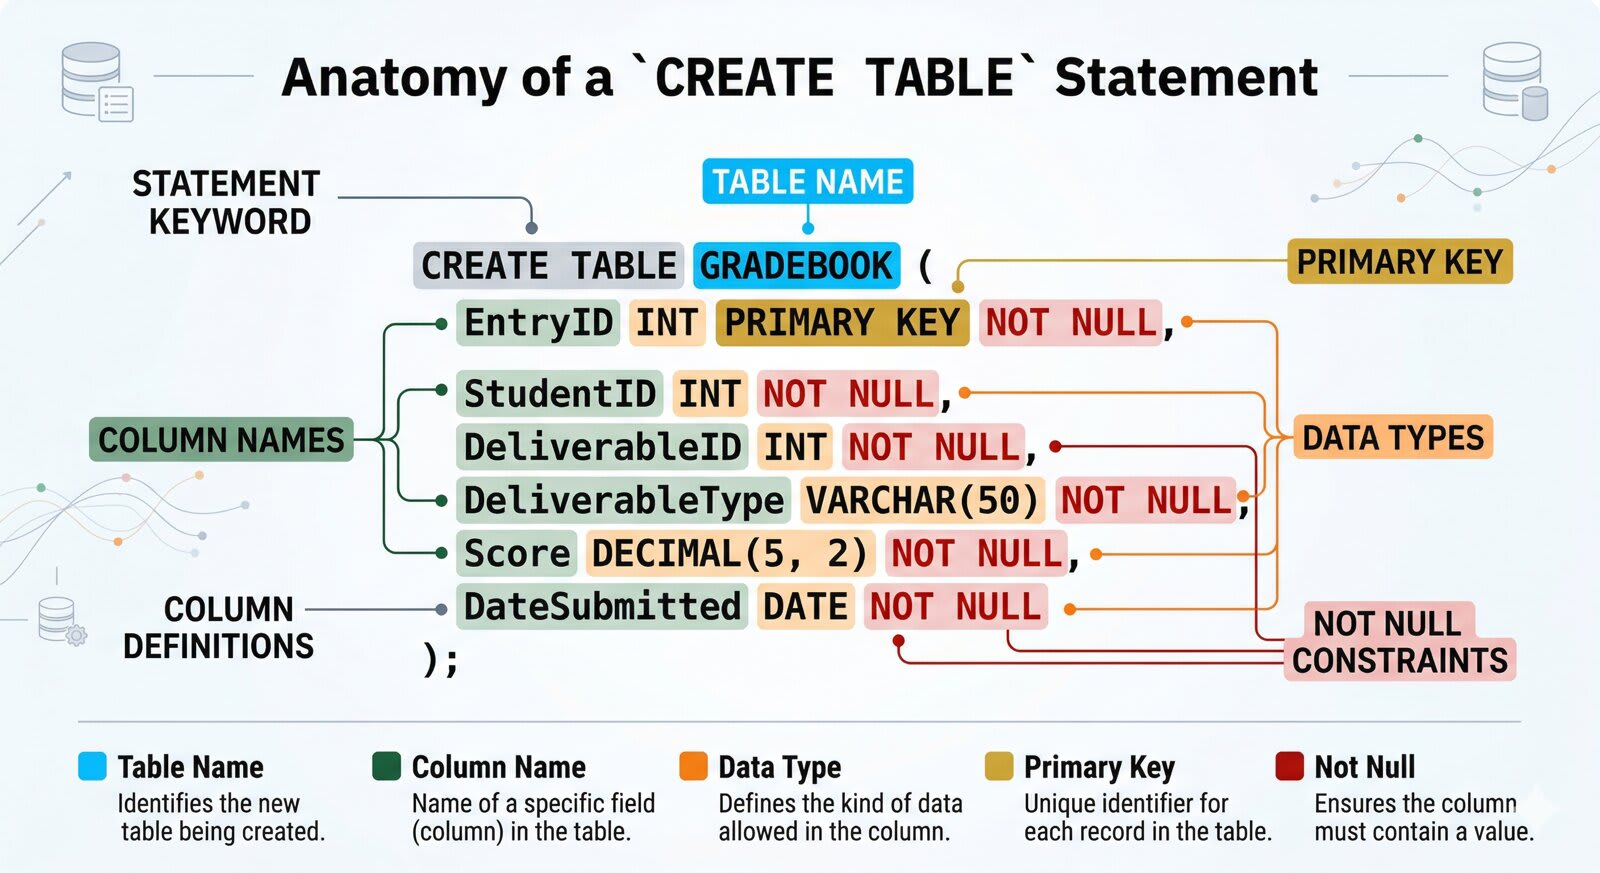 Anatomy of a `CREATE TABLE` Statement
STATEMENT
KEYWORD
TABLE NAME
CREATE TABLE GRADEBOOK (
PRIMARY KEY
EntryID INT PRIMARY KEY NOT NULL,
StudentID INT NOT NULL,
COLUMN NAMES
DATA TYPES
DeliverableID INT NOT NULL,
DeliverableType VARCHAR(50) NOT NULL,
Score DECIMAL(5, 2) NOT NULL,
DateSubmitted DATE NOT NULL
COLUMN
DEFINITIONS
);
NOT NULL
CONSTRAINTS
Table Name
Identifies the new
table being created.
Column Name
Name of a specific field
(column) in the table.
Data Type
Defines the kind of data
allowed in the column.
Primary Key
Unique identifier for
each record in the table.
Not Null
Ensures the column
must contain a value.